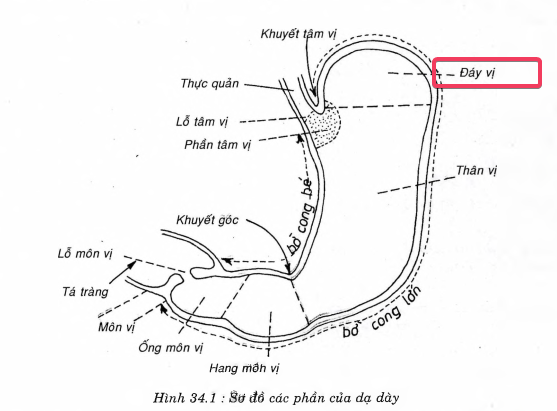 Khuyết tâm vị
Đáy vị
Thực quản
Lỗ tâm vị
Phần tâm vị
Thân vị
bờ cong bé
Khuyết góc
Lỗ môn vị
Tá tràng
Môn vị
bờ cong lớn
Ống môn vị
Hang môn vị
Hình 34.1 : Sơ đồ các phần của dạ dày